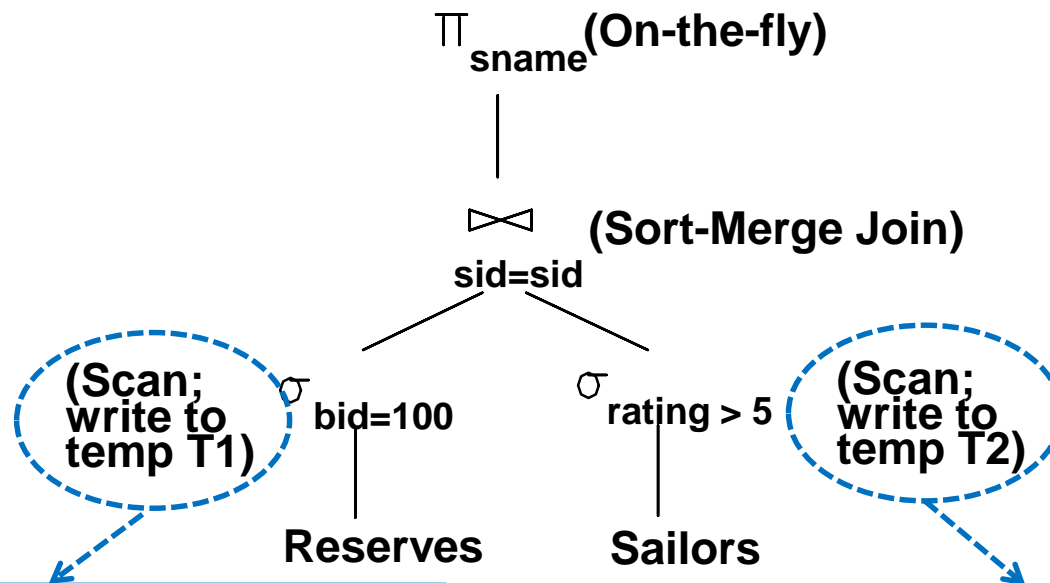 π sname (On-the-fly)
⋈ (Sort-Merge Join)
sid=sid
(Scan;
write to
temp T1)
σ bid=100
σ rating > 5
(Scan;
write to
temp T2)
Reserves
Sailors